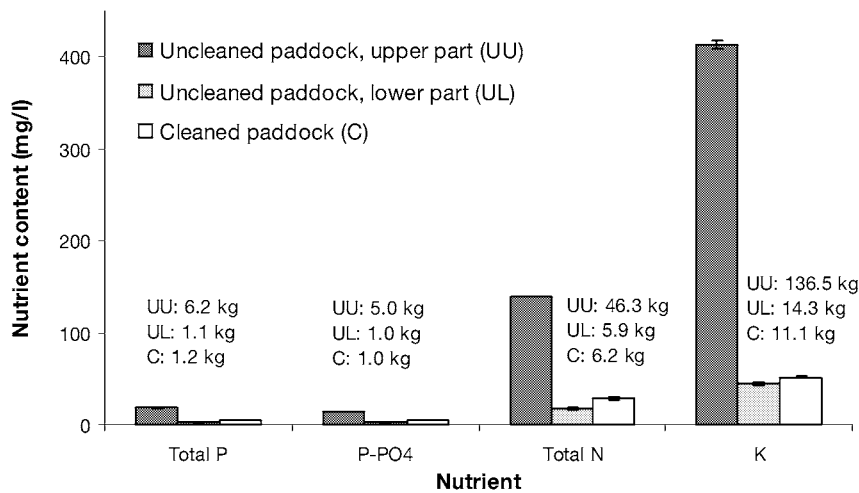 Nutrient content (mg/l)
400
300
200
100
0
Uncleaned paddock, upper part (UU)
Uncleaned paddock, lower part (UL)
Cleaned paddock (C)
UU: 6.2 kg
UL: 1.1 kg
C: 1.2 kg
UU: 5.0 kg
UL: 1.0 kg
C: 1.0 kg
UU: 46.3 kg
UL: 5.9 kg
C: 6.2 kg
UU: 136.5 kg
UL: 14.3 kg
C: 11.1 kg
Total P
P-PO4
Total N
K
Nutrient